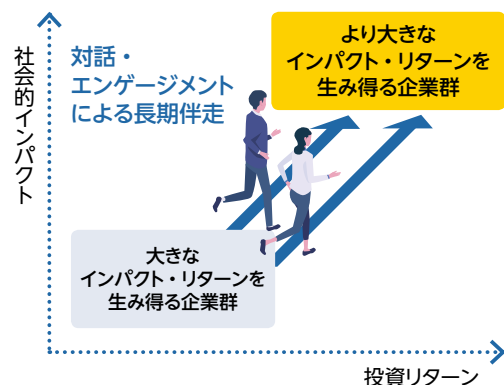 社会的インパクト
対話・
エンゲージメント
による長期伴走
より大きな
インパクト・リターンを
生み得る企業群
大きな
インパクト・リターンを
生み得る企業群
投資リターン